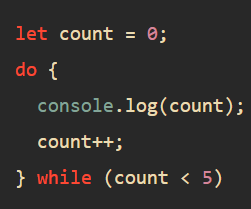 let count = 0;
do {
  console.log(count);
  count++;
} while (count < 5)